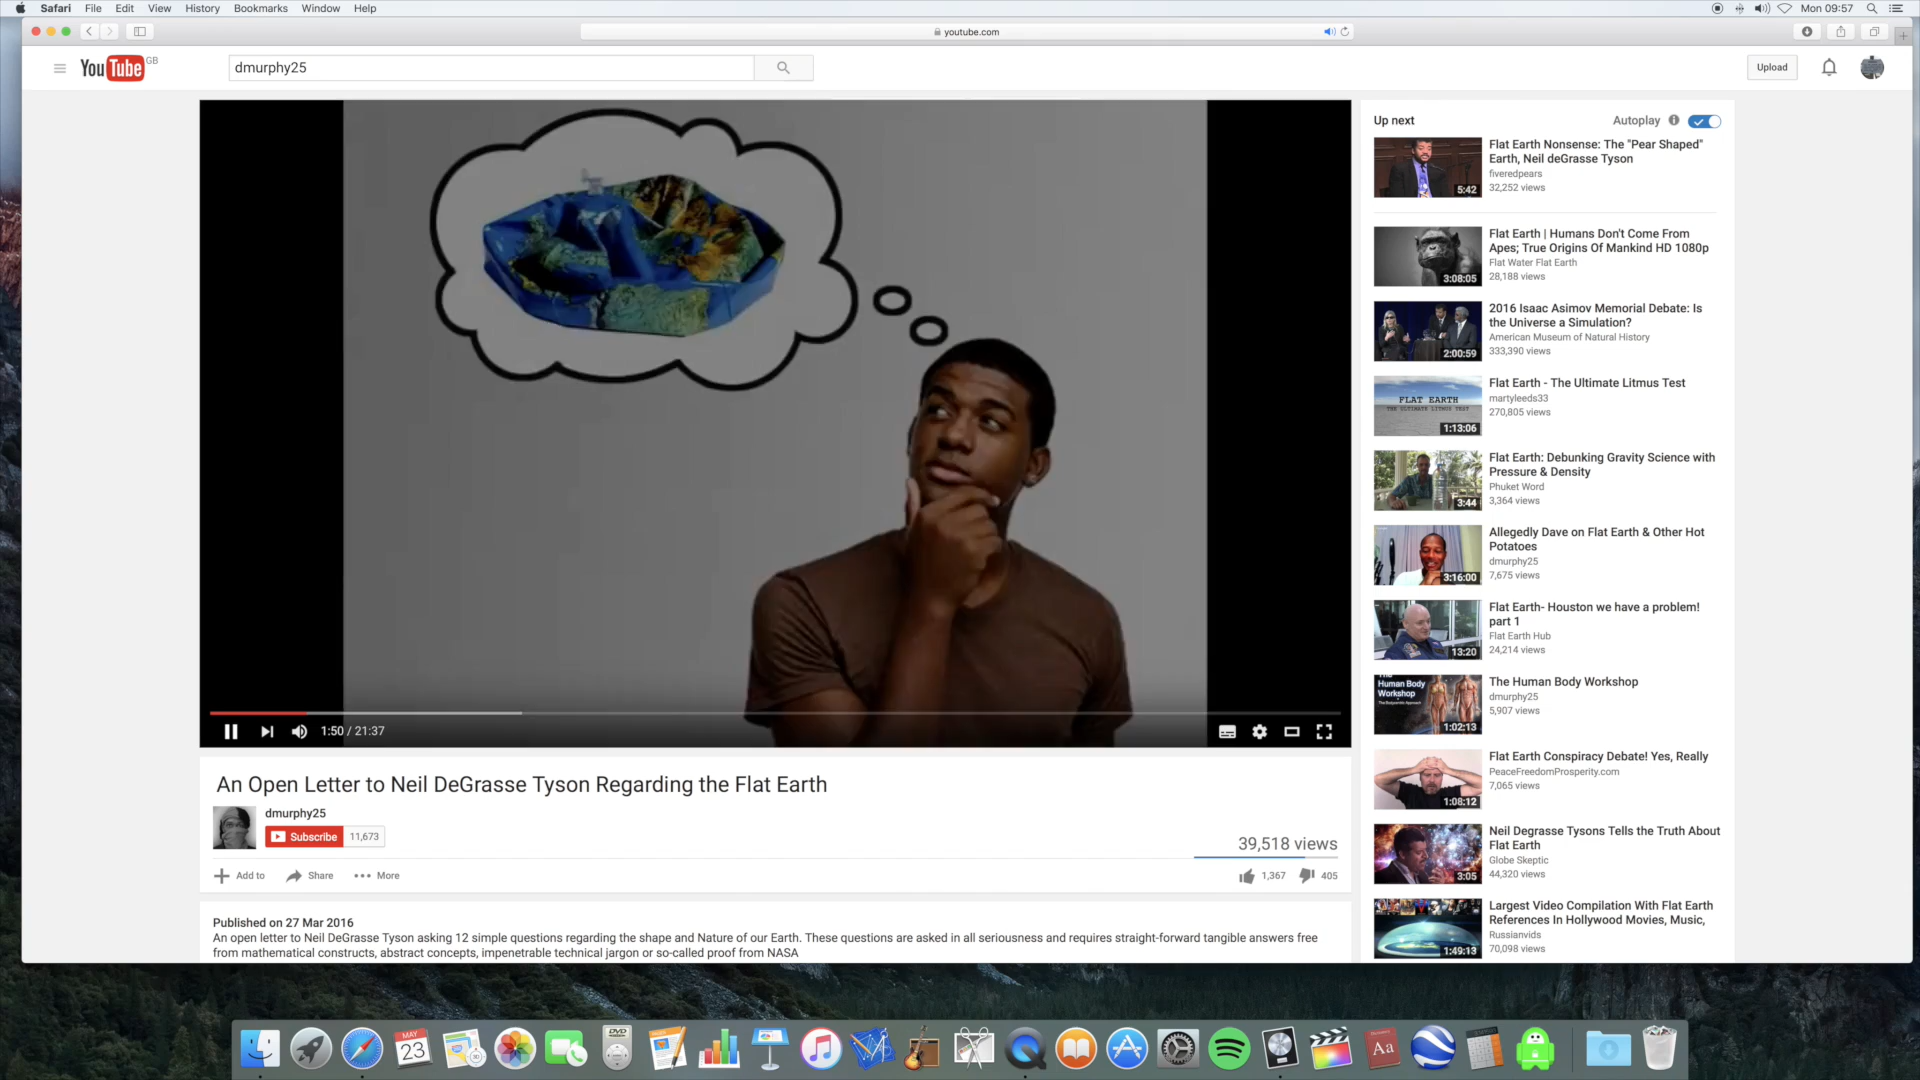 Safari File Edit View History Bookmarks Window Help
Mon 09:57
youtube.com
YouTube GB
dmurphy25
Upload
1:50 / 21:37
An Open Letter to Neil DeGrasse Tyson Regarding the Flat Earth
dmurphy25
Subscribe 11,673
39,518 views
Add to Share More
1,367 405
Published on 27 Mar 2016
An open letter to Neil DeGrasse Tyson asking 12 simple questions regarding the shape and Nature of our Earth. These questions are asked in all seriousness and requires straight-forward tangible answers free
from mathematical constructs, abstract concepts, impenetrable technical jargon or so-called proof from NASA
Up next Autoplay
5:42
Flat Earth Nonsense: The "Pear Shaped"
Earth, Neil deGrasse Tyson
fiveredpears
32,252 views
3:08:05
Flat Earth | Humans Don't Come From
Apes; True Origins Of Mankind HD 1080p
Flat Water Flat Earth
28,188 views
2:00:59
2016 Isaac Asimov Memorial Debate: Is
the Universe a Simulation?
American Museum of Natural History
333,390 views
FLAT EARTH
THE ULTIMATE LITMUS TEST
1:13:06
Flat Earth - The Ultimate Litmus Test
martyleeds33
270,805 views
3:44
Flat Earth: Debunking Gravity Science with
Pressure & Density
Phuket Word
3,364 views
3:16:00
Allegedly Dave on Flat Earth & Other Hot
Potatoes
dmurphy25
7,675 views
13:20
Flat Earth- Houston we have a problem!
part 1
Flat Earth Hub
24,214 views
Human Body
Workshop
1:02:13
The Human Body Workshop
dmurphy25
5,907 views
1:08:12
Flat Earth Conspiracy Debate! Yes, Really
PeaceFreedomProsperity.com
7,065 views
3:05
Neil Degrasse Tysons Tells the Truth About
Flat Earth
Globe Skeptic
44,320 views
1:49:13
Largest Video Compilation With Flat Earth
References In Hollywood Movies, Music,
Russianvids
70,098 views
MAY
23
DVD
Aa